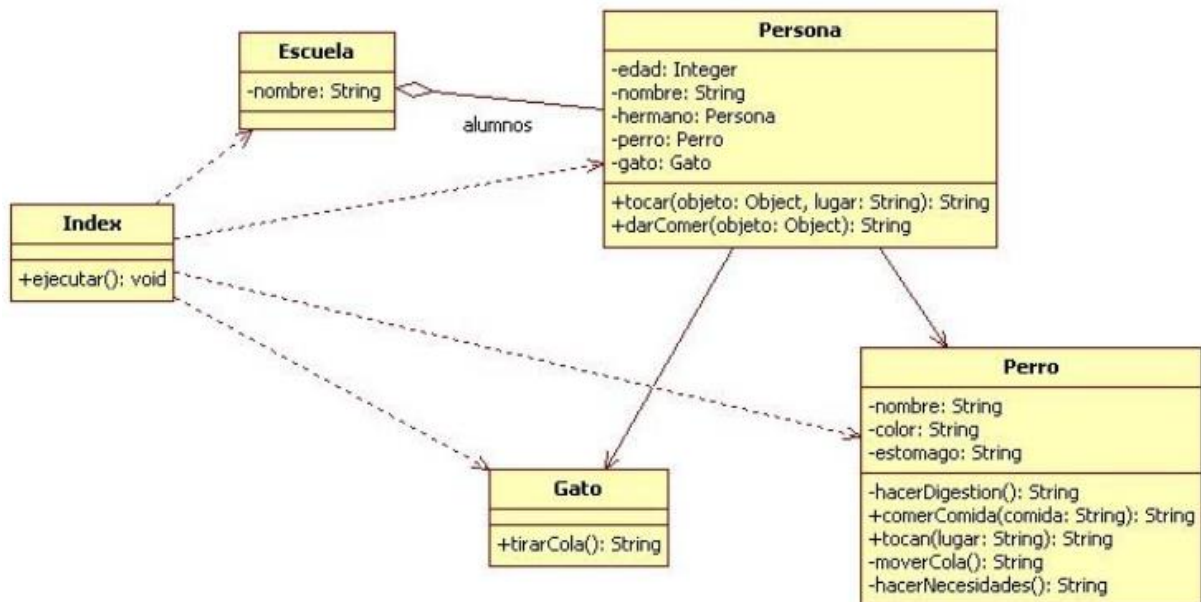 Escuela
-nombre: String
alumnos
Persona
-edad: Integer
-nombre: String
-hermano: Persona
-perro: Perro
-gato: Gato
+tocar(objeto: Object, lugar: String): String
+darComer(objeto: Object): String
Index
+ejecutar(): void
Gato
+tirarCola(): String
Perro
-nombre: String
-color: String
-estomago: String
-hacerDigestion(): String
+comerComida(comida: String): String
+tocan(lugar: String): String
-moverCola(): String
-hacerNecesidades(): String